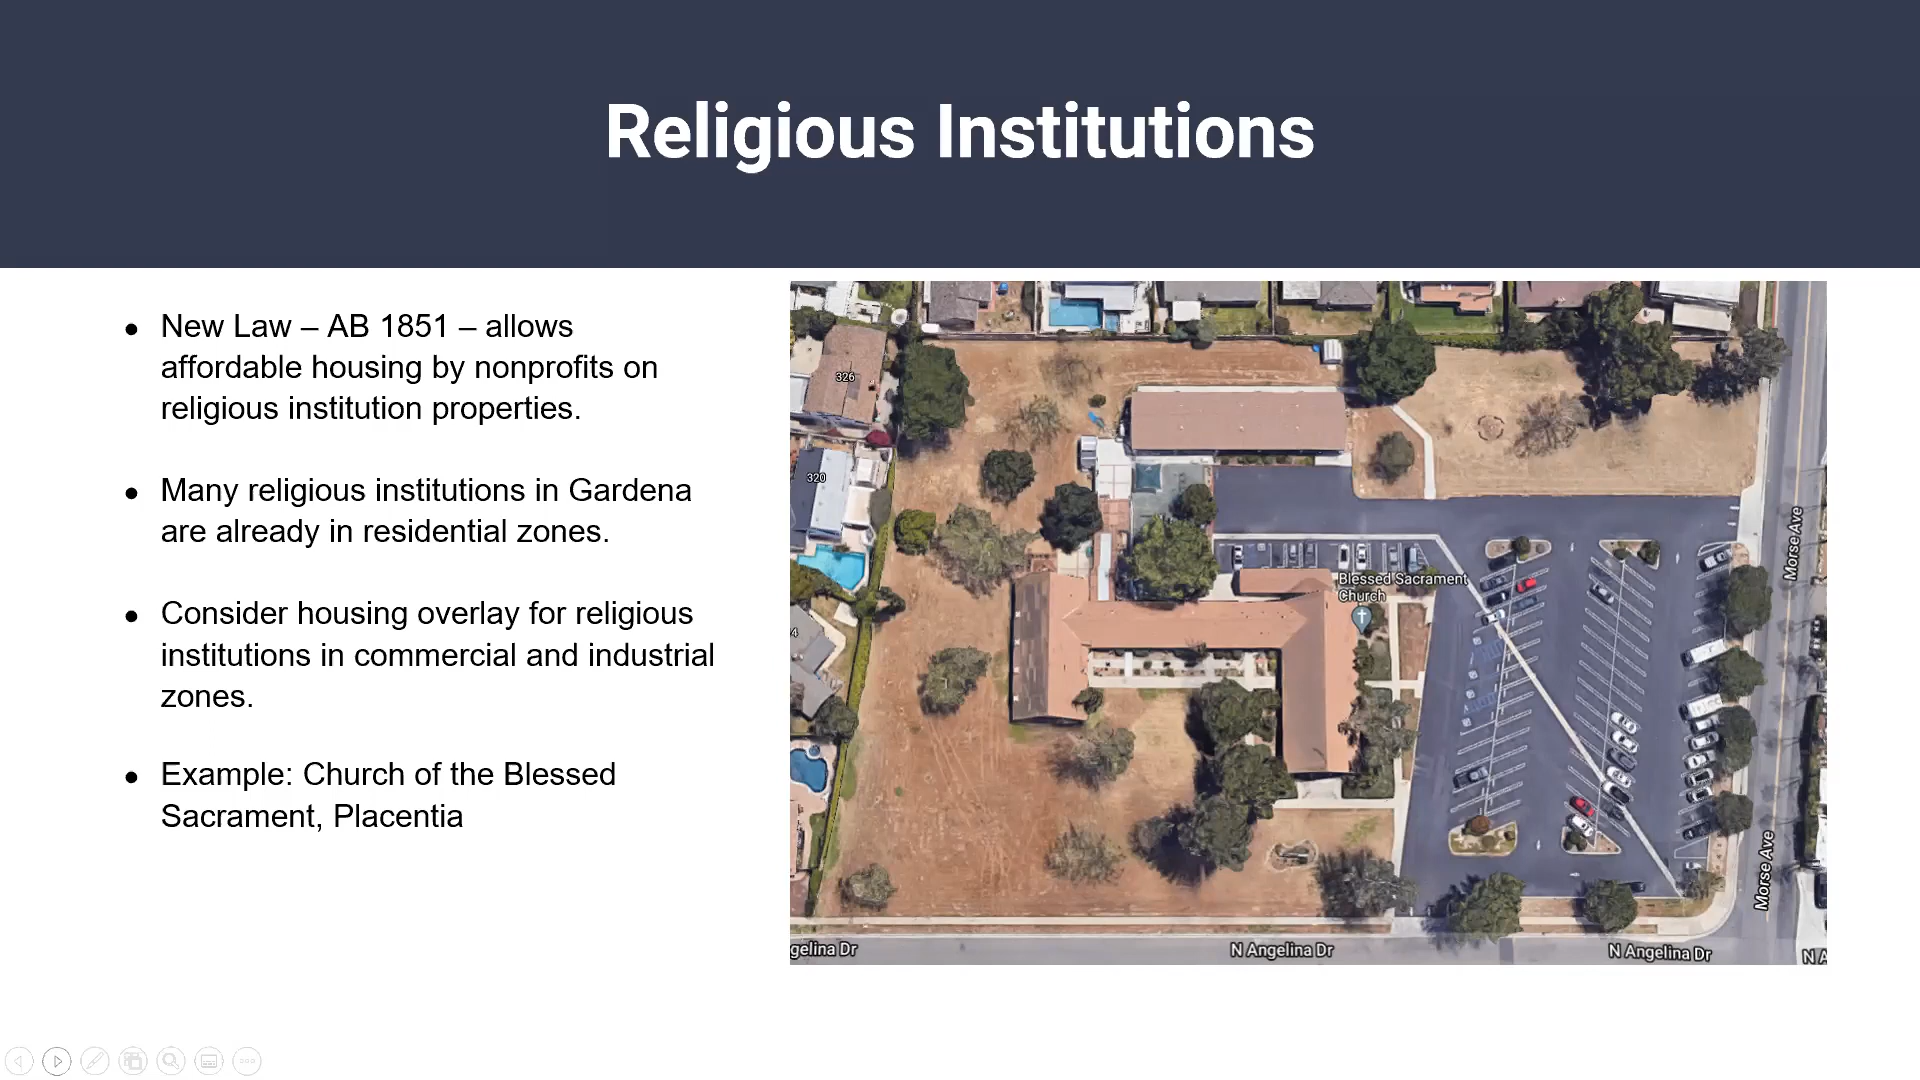 Religious Institutions
● New Law – AB 1851 – allows
affordable housing by nonprofits on
religious institution properties.
● Many religious institutions in Gardena
are already in residential zones.
● Consider housing overlay for religious
institutions in commercial and industrial
zones.
● Example: Church of the Blessed
Sacrament, Placentia
326
320
4
Blessed Sacrament
Church
Morse Ave
Morse Ave
gelina Dr
N Angelina Dr
N Angelina Dr
N A